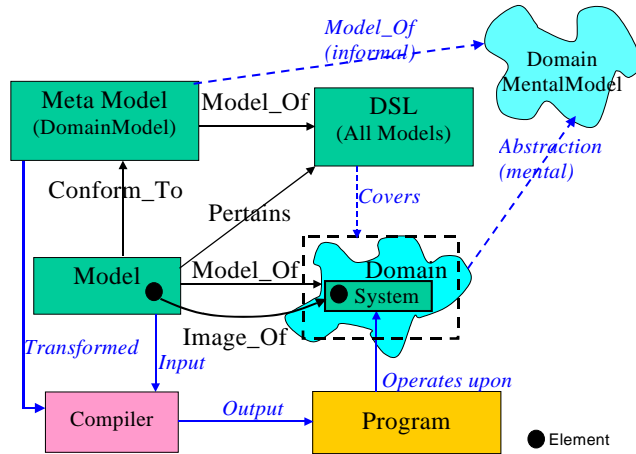 Model_Of
(informal)
Domain
MentalModel
Meta Model
(DomainModel)
Model_Of
DSL
(All Models)
Abstraction
(mental)
Conform_To
Pertains
Covers
Model
Model_Of
Domain
System
Image_Of
Transformed
Input
Operates upon
Compiler
Output
Program
Element